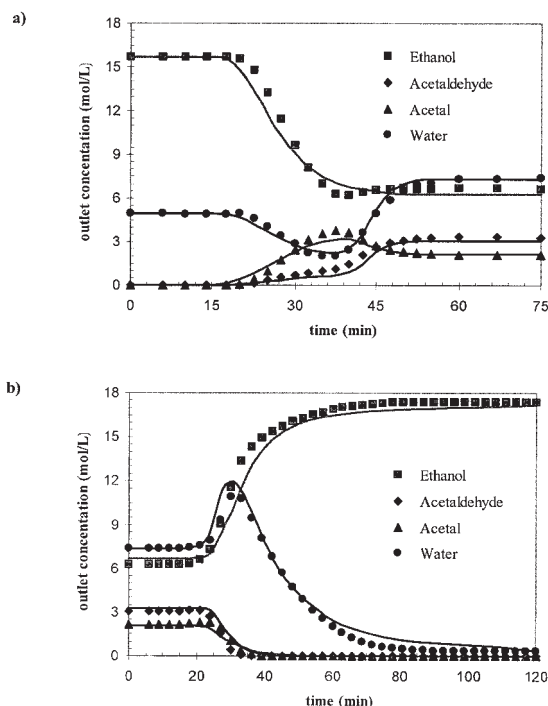 a)
outlet concentration (mol/L)
18
15
12
9
6
3
0
Ethanol
Acetaldehyde
Acetal
Water
0 15 30 45 60 75
time (min)
b)
outlet concentration (mol/L)
18
15
12
9
6
3
0
Ethanol
Acetaldehyde
Acetal
Water
0 20 40 60 80 100 120
time (min)